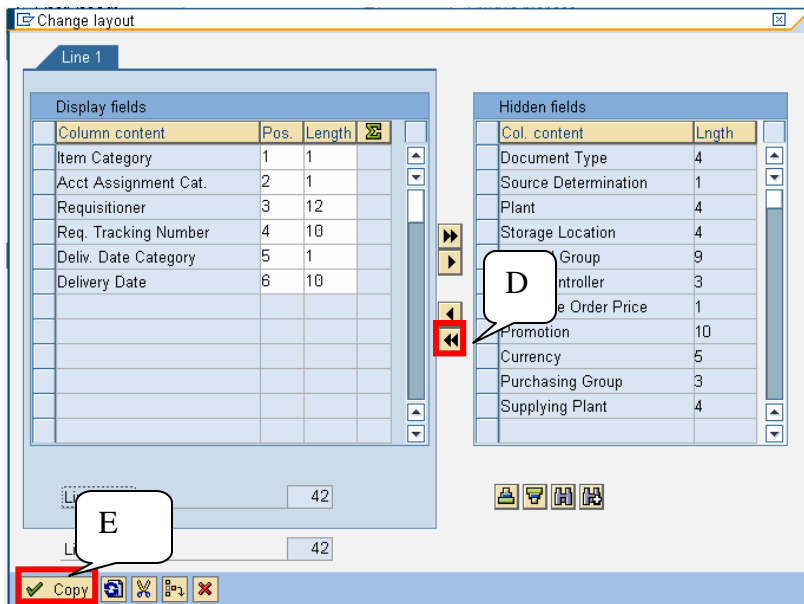 Change layout
Line 1
Display fields
Column content Pos. Length Σ
Item Category 1 1
Acct Assignment Cat. 2 1
Requisitioner 3 12
Req. Tracking Number 4 10
Deliv. Date Category 5 1
Delivery Date 6 10
Hidden fields
Col. content Lngth
Document Type 4
Source Determination 1
Plant 4
Storage Location 4
Group 9
ntroller 3
e Order Price 1
Promotion 10
Currency 5
Purchasing Group 3
Supplying Plant 4
D
42
E
42
Copy